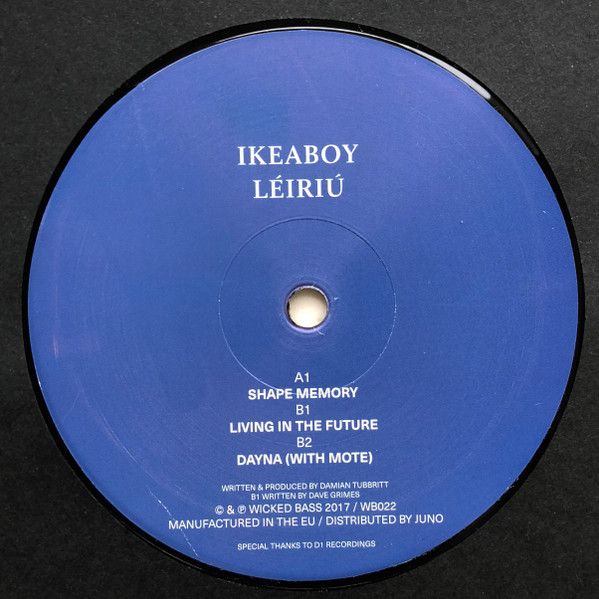 IKEABOY
LÉIRIÚ
A1
SHAPE MEMORY
B1
LIVING IN THE FUTURE
B2
DAYNA (WITH MOTE)
WRITTEN & PRODUCED BY DAMIAN TUBBRITT
B1 WRITTEN BY DAVE GRIMES
© & ℗ WICKED BASS 2017 / WB022
MANUFACTURED IN THE EU / DISTRIBUTED BY JUNO
SPECIAL THANKS TO D1 RECORDINGS